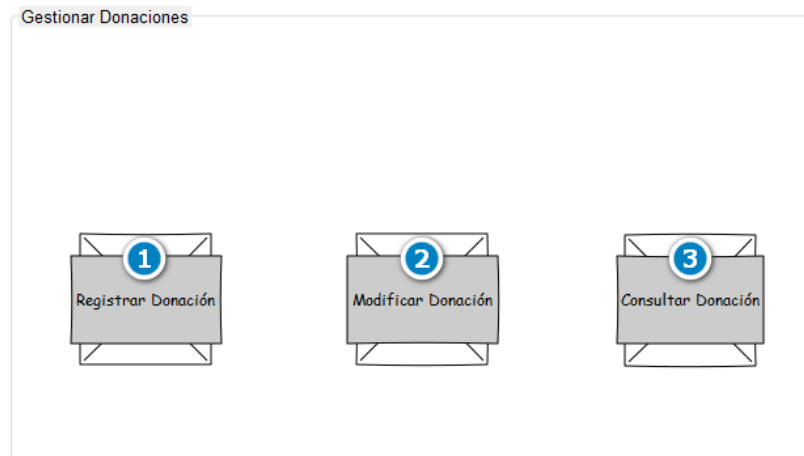 Gestionar Donaciones
1
2
3
Registrar Donación
Modificar Donación
Consultar Donación